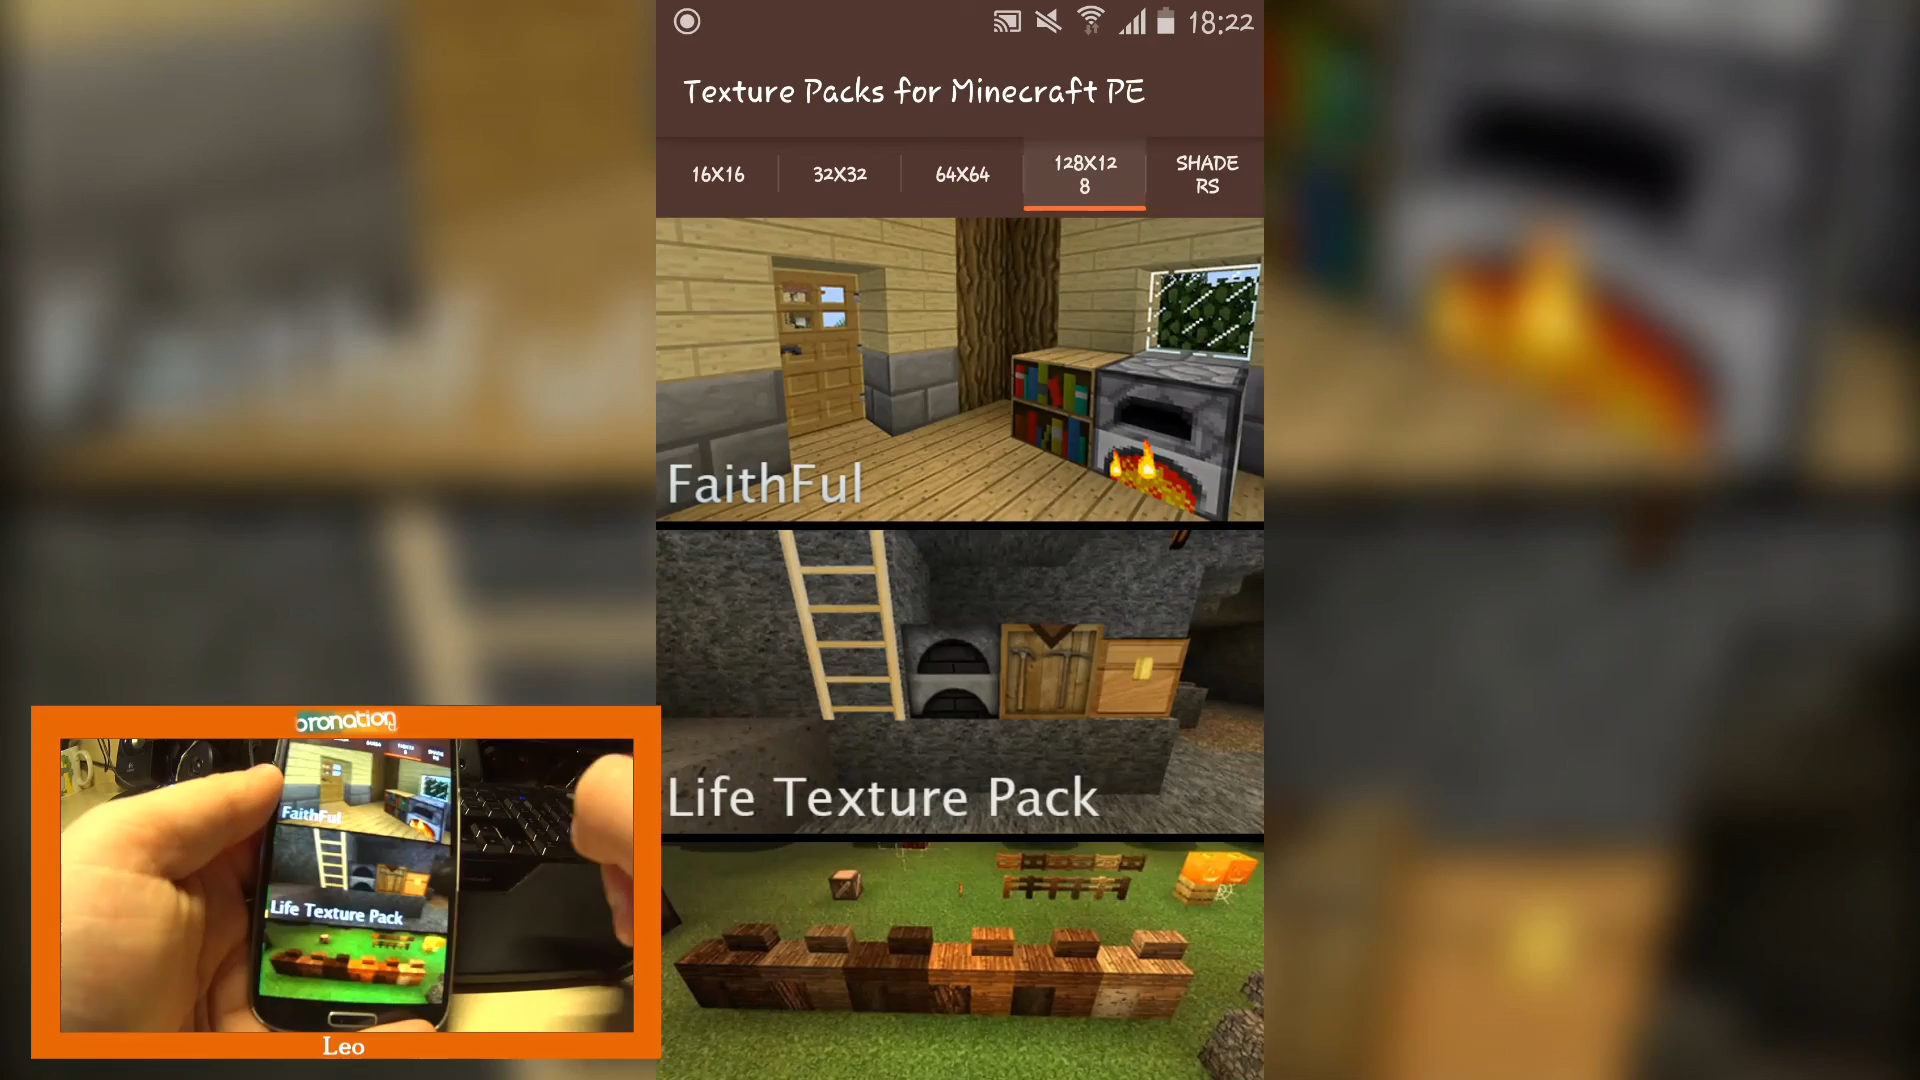 18:22
Texture Packs for Minecraft PE
16X16
32X32
64X64
128X12
8
SHADE
RS
FaithFul
Life Texture Pack
oronation
FaithFul
Life Texture Pack
Leo